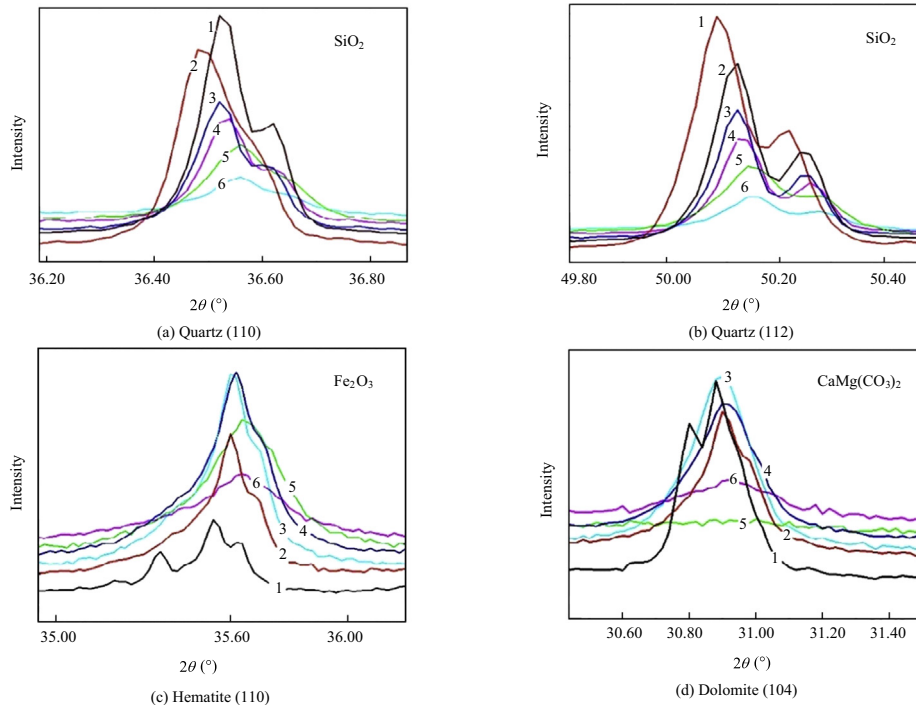 SiO₂
1
2
3
4
5
6
Intensity
36.20 36.40 36.60 36.80
2θ (°)
(a) Quartz (110)
SiO₂
1
2
3
4
5
6
Intensity
49.80 50.00 50.20 50.40
2θ (°)
(b) Quartz (112)
Fe₂O₃
6
5
3
4
2
1
Intensity
35.00 35.60 36.00
2θ (°)
(c) Hematite (110)
CaMg(CO₃)₂
3
4
6
5
2
1
Intensity
30.60 30.80 31.00 31.20 31.40
2θ (°)
(d) Dolomite (104)